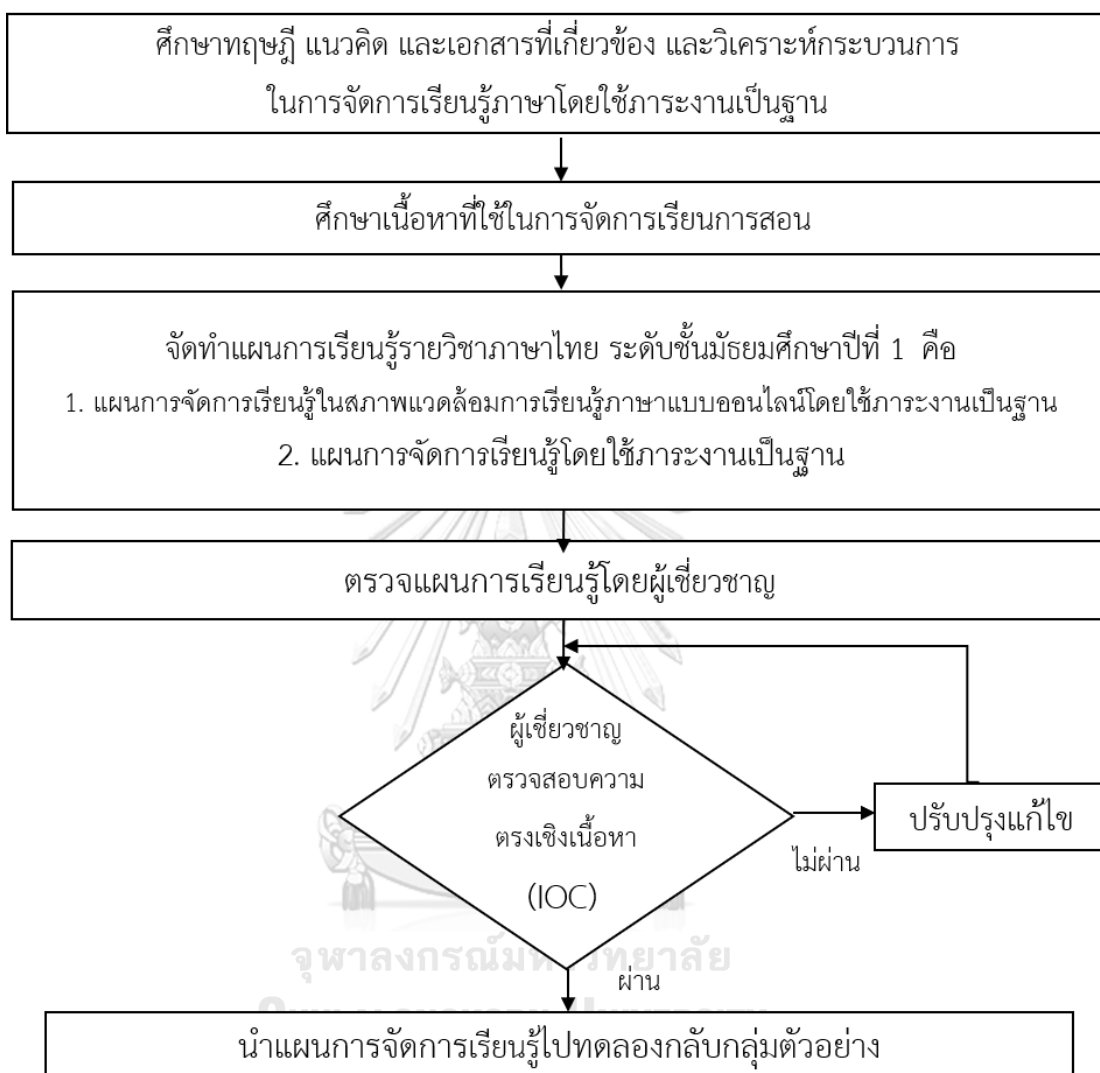 ศึกษาทฤษฎี แนวคิด และเอกสารที่เกี่ยวข้อง และวิเคราะห์กระบวนการ
ในการจัดการเรียนรู้ภาษาโดยใช้ภาระงานเป็นฐาน
ศึกษาเนื้อหาที่ใช้ในการจัดการเรียนการสอน
จัดทำแผนการเรียนรู้รายวิชาภาษาไทย ระดับชั้นมัธยมศึกษาปีที่ 1 คือ
1. แผนการจัดการเรียนรู้ในสภาพแวดล้อมการเรียนรู้ภาษาแบบออนไลน์โดยใช้ภาระงานเป็นฐาน
2. แผนการจัดการเรียนรู้โดยใช้ภาระงานเป็นฐาน
ตรวจแผนการเรียนรู้โดยผู้เชี่ยวชาญ
ผู้เชี่ยวชาญ
ตรวจสอบความ
ตรงเชิงเนื้อหา
(IOC)
ปรับปรุงแก้ไข
ไม่ผ่าน
ผ่าน
นำแผนการจัดการเรียนรู้ไปทดลองกลับกลุ่มตัวอย่าง